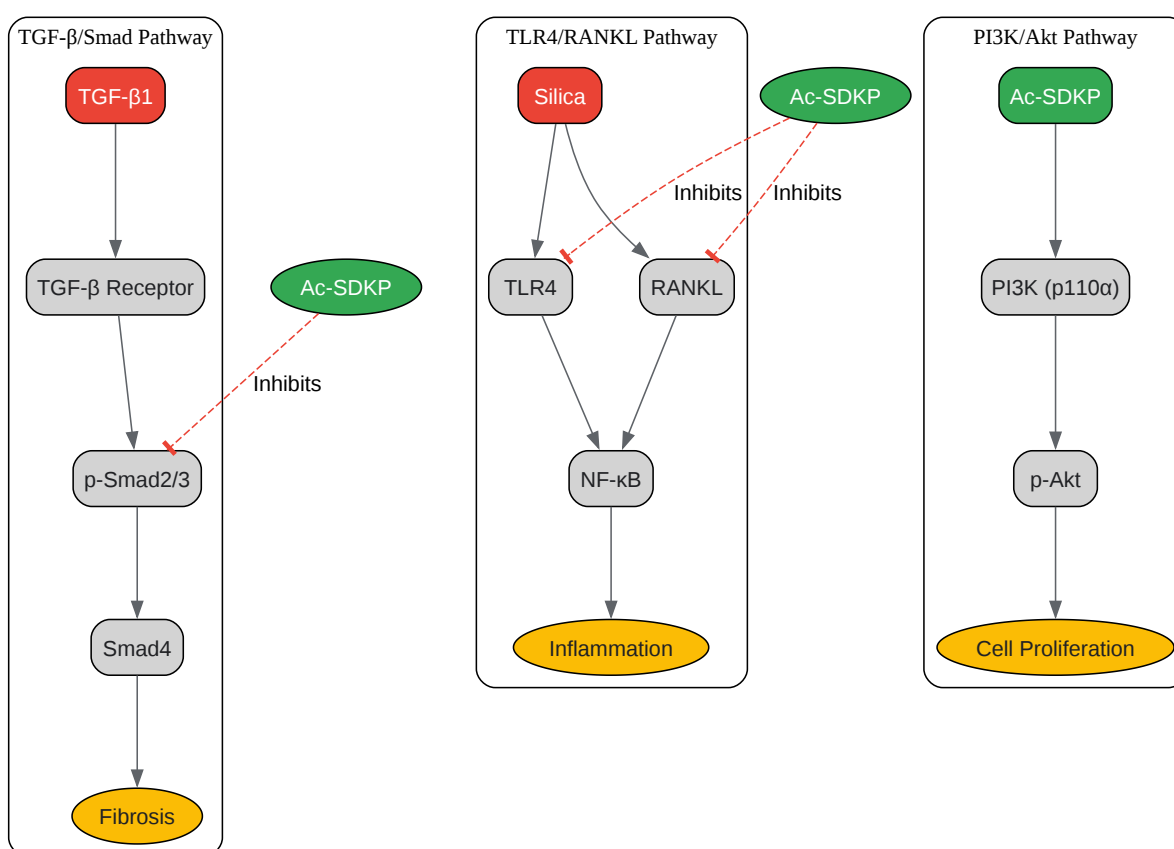 TGF-β/Smad Pathway
TGF-β1
TGF-β Receptor
Ac-SDKP
Inhibits
p-Smad2/3
Smad4
Fibrosis
TLR4/RANKL Pathway
Silica
Ac-SDKP
Inhibits
Inhibits
TLR4
RANKL
NF-κB
Inflammation
PI3K/Akt Pathway
Ac-SDKP
PI3K (p110α)
p-Akt
Cell Proliferation